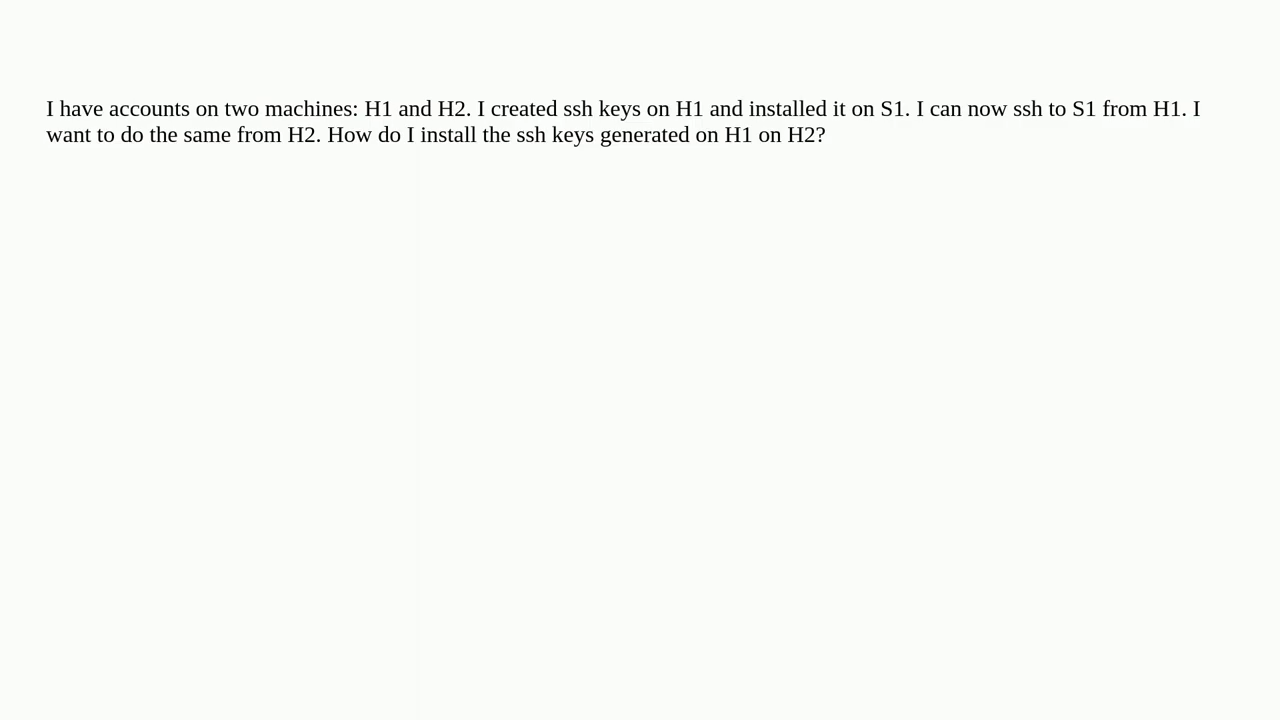 I have accounts on two machines: H1 and H2. I created ssh keys on H1 and installed it on S1. I can now ssh to S1 from H1. I
want to do the same from H2. How do I install the ssh keys generated on H1 on H2?